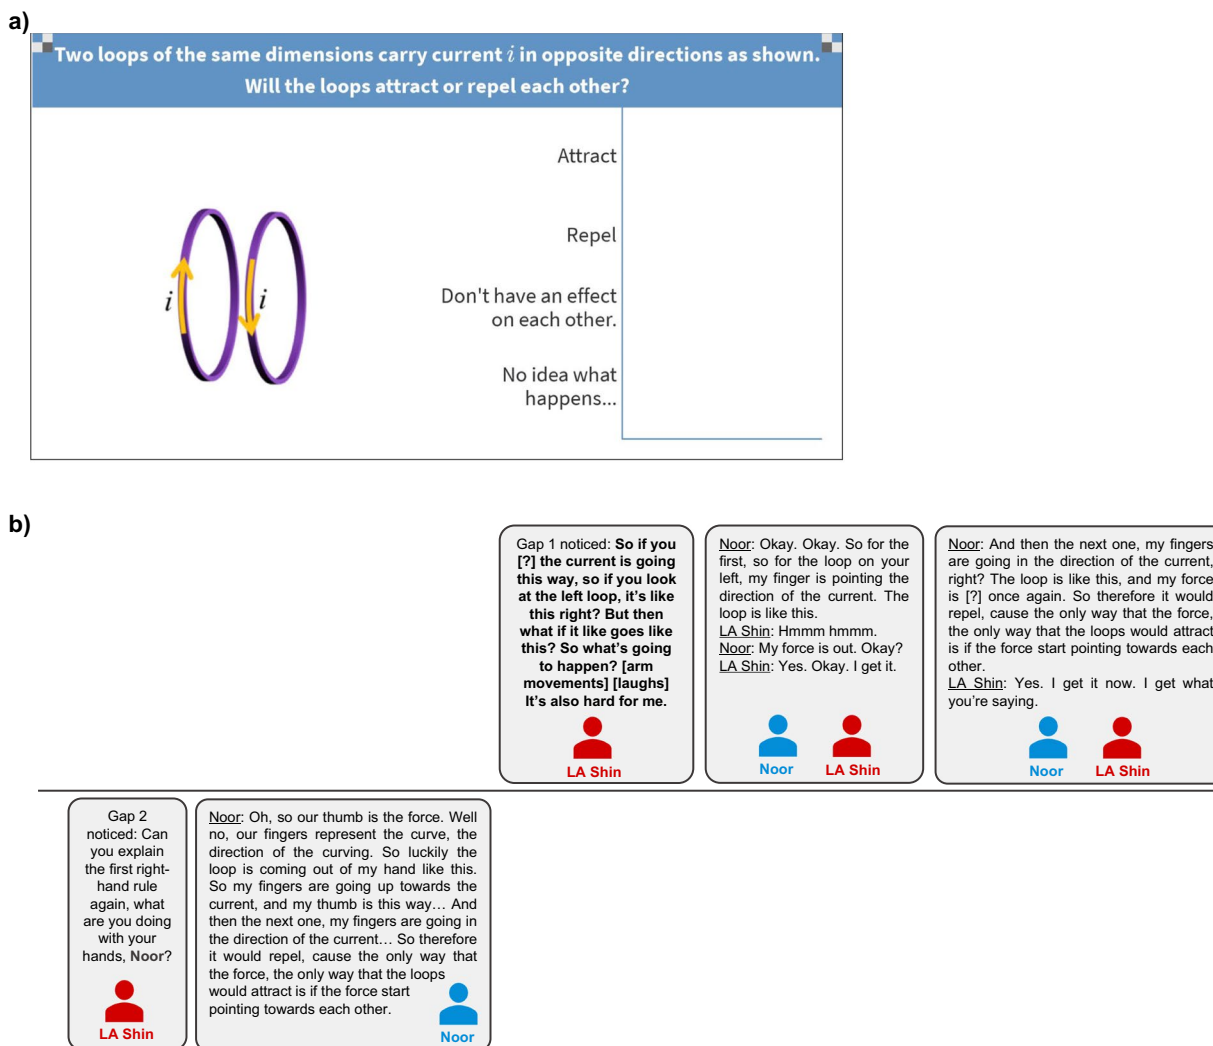 a)
Two loops of the same dimensions carry current i in opposite directions as shown.
Will the loops attract or repel each other?
Attract
Repel
Don't have an effect
on each other.
No idea what
happens...
i
i
b)
Gap 1 noticed: So if you
[?] the current is going
this way, so if you look
at the left loop, it's like
this right? But then
what if it like goes like
this? So what's going
to happen? [arm
movements] [laughs]
It's also hard for me.
LA Shin
Noor: Okay. Okay. So for the
first, so for the loop on your
left, my finger is pointing the
direction of the current. The
loop is like this.
LA Shin: Hmmm hmmm.
Noor: My force is out. Okay?
LA Shin: Yes. Okay. I get it.
Noor
LA Shin
Noor: And then the next one, my fingers
are going in the direction of the current,
right? The loop is like this, and my force
is [?] once again. So therefore it would
repel, cause the only way that the force,
the only way that the loops would attract
is if the force start pointing towards each
other.
LA Shin: Yes. I get it now. I get what
you're saying.
Noor
LA Shin
Gap 2
noticed: Can
you explain
the first right-
hand rule
again, what
are you doing
with your
hands, Noor?
LA Shin
Noor: Oh, so our thumb is the force. Well
no, our fingers represent the curve, the
direction of the curving. So luckily the
loop is coming out of my hand like this.
So my fingers are going up towards the
current, and my thumb is this way… And
then the next one, my fingers are going in
the direction of the current… So therefore
it would repel, cause the only way that
the force, the only way that the loops
would attract is if the force start
pointing towards each other.
Noor